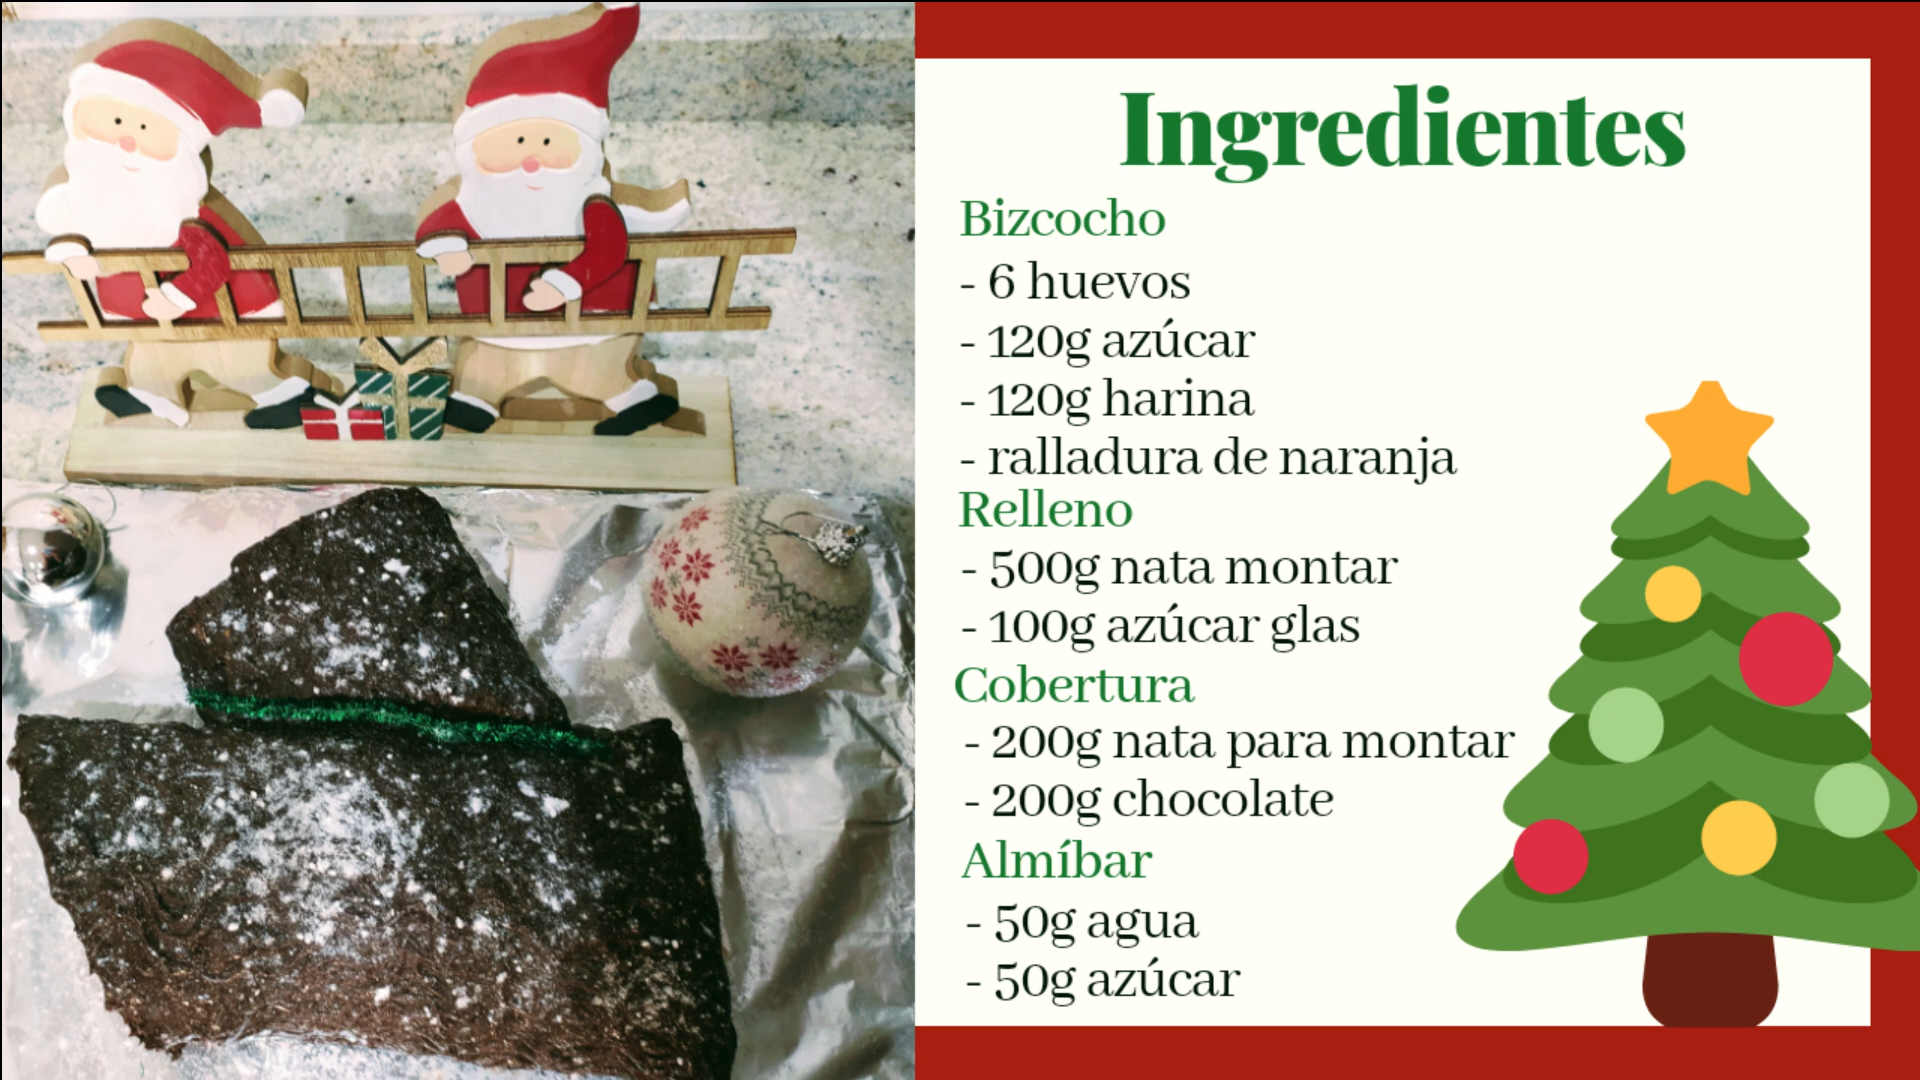 Ingredientes
Bizcocho
- 6 huevos
- 120g azúcar
- 120g harina
- ralladura de naranja
Relleno
- 500g nata montar
- 100g azúcar glas
Cobertura
- 200g nata para montar
- 200g chocolate
Almíbar
- 50g agua
- 50g azúcar